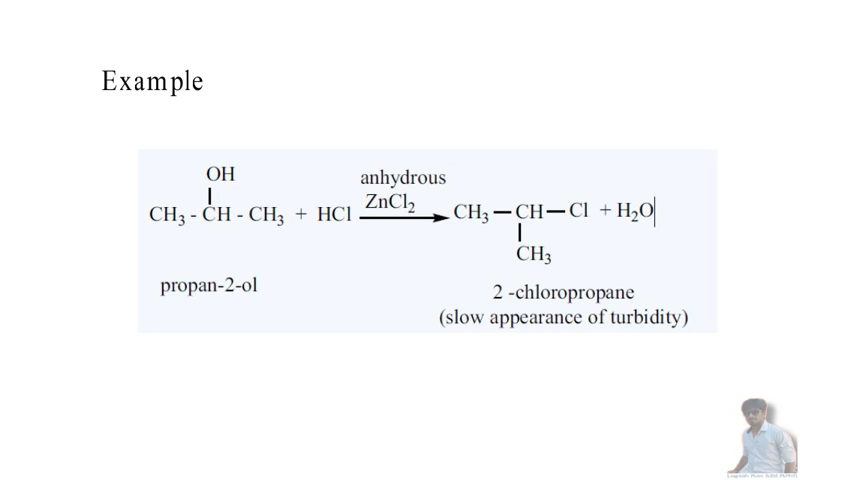 Example
OH
anhydrous
ZnCl₂
CH₃ - CH - CH₃ + HCl
CH₃ — CH — Cl + H₂O
CH₃
propan-2-ol
2 -chloropropane
(slow appearance of turbidity)